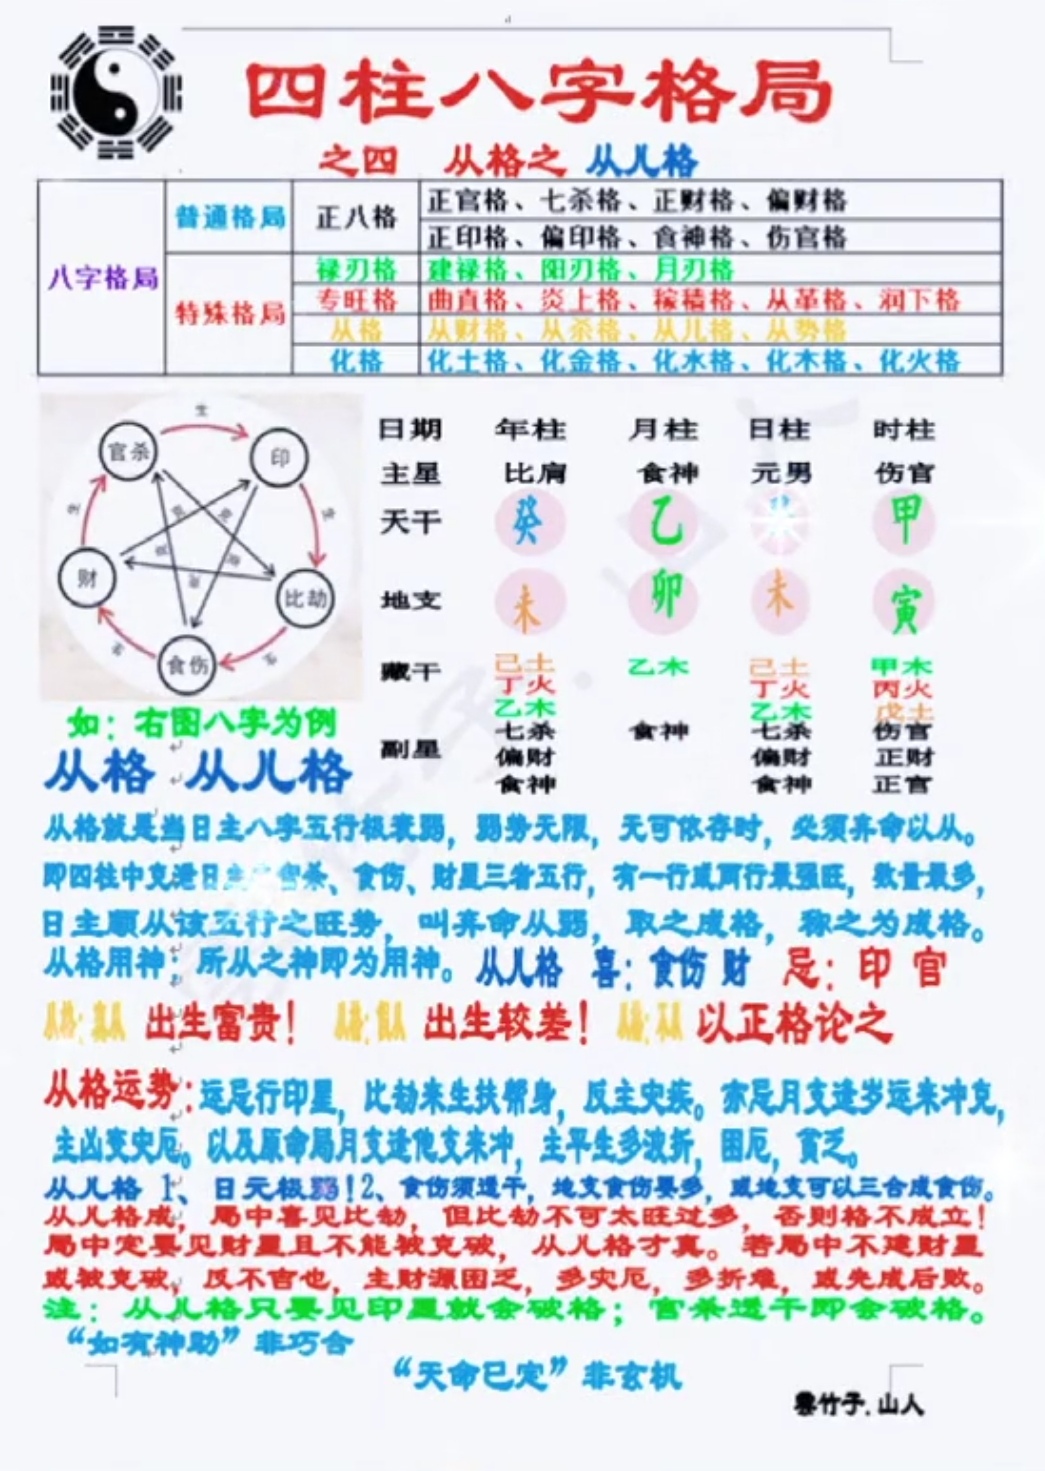 四柱八字格局
之四 从格之 从儿格
八字格局
普通格局
正八格
正官格、七杀格、正财格、偏财格
正印格、偏印格、食神格、伤官格
特殊格局
禄刃格
建禄格、阳刃格、月刃格
专旺格
曲直格、炎上格、稼穑格、从革格、润下格
从格
从财格、从杀格、从儿格、从势格
化格
化土格、化金格、化水格、化木格、化火格
生
官杀
印
生
生
财
比劫
生
食伤
生
日期 年柱 月柱 日柱 时柱
主星 比肩 食神 元男 伤官
天干 癸 乙 甲
地支 未 卯 未 寅
藏干 己土 乙木 己土 甲木
丁火 丁火 丙火
乙木 乙木 戊土
副星 七杀 食神 七杀 伤官
偏财 偏财 正财
食神 食神 正官
如：右图八字为例
从格 从儿格
从格就是当日主八字五行极衰弱，弱势无限，无可依存时，必须弃命以从。
即四柱中克泄日主之官杀、食伤、财星三者五行，有一行或两行最强旺，数量最多，
日主顺从该五行之旺势，叫弃命从弱，取之成格，称之为成格。
从格用神：所从之神即为用神。从儿格 喜：食伤 财 忌：印 官
出生富贵！ 出生较差！ 以正格论之
从格运势：运忌行印星，比劫来生扶帮身，反主灾疾。亦忌月支逢岁运来冲克，
主凶灾灾厄。以及原命局月支逢他支来冲，主平生多波折，困厄，贫乏。
从儿格 1、日元极弱！2、食伤须透干，地支食伤要多，或地支可以三合成食伤。
从儿格成，局中喜见比劫，但比劫不可太旺过多，否则格不成立！
局中定要见财星且不能被克破，从儿格才真。若局中不建财星
或被克破，反不吉也，主财源困乏，多灾厄，多折难，或先成后败。
注：从儿格只要见印星就会破格；官杀透干即会破格。
“如有神助”非巧合
“天命已定”非玄机
云竹子.山人